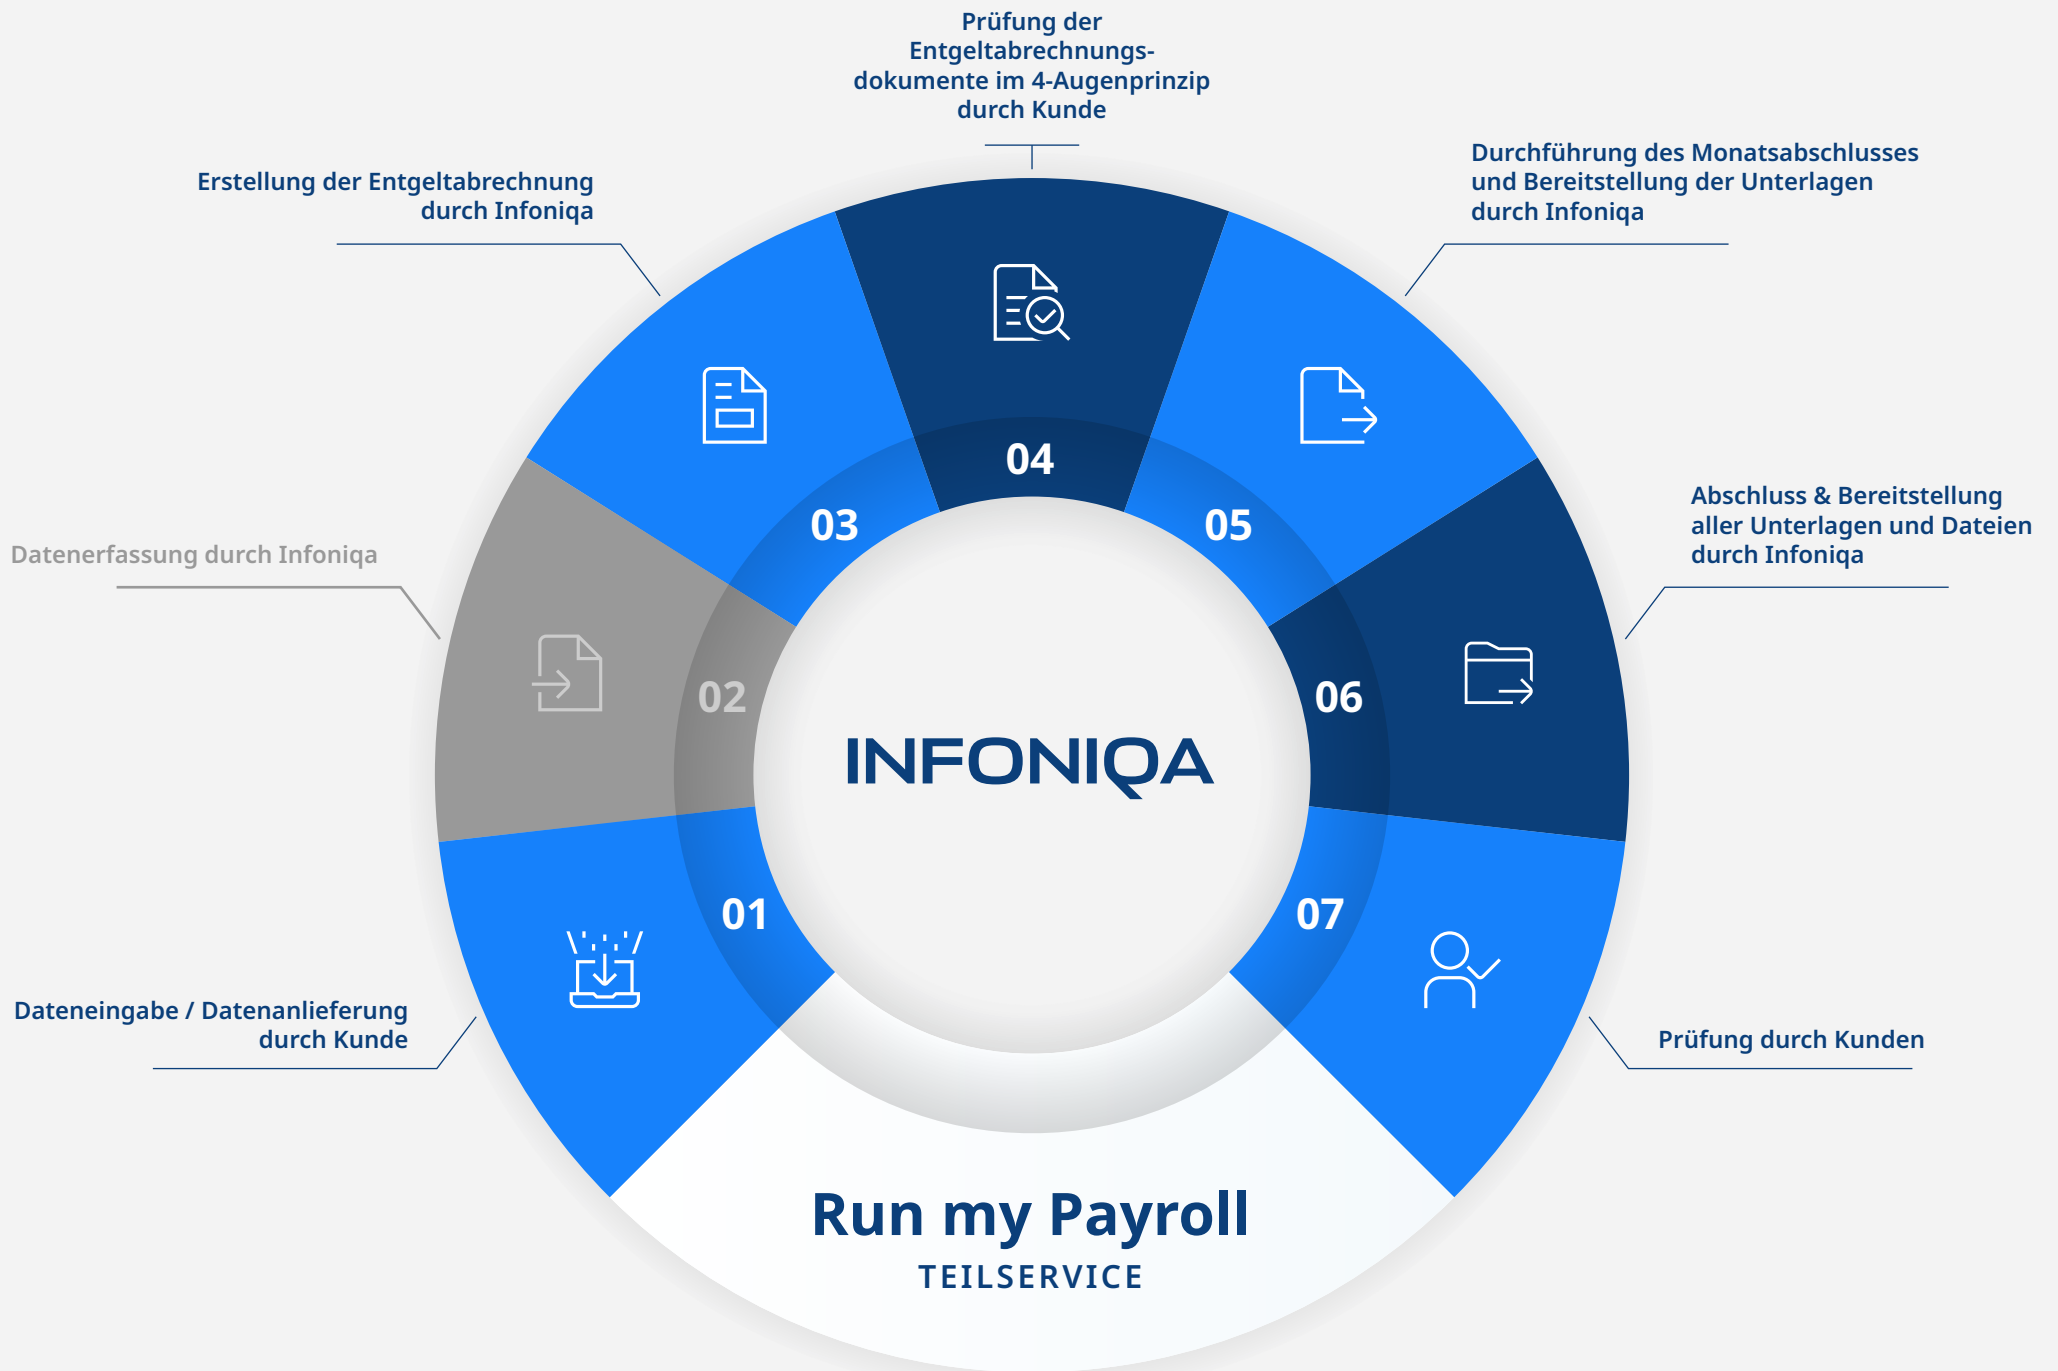 Prüfung der
Entgeltabrechnungs-
dokumente im 4-Augenprinzip
durch Kunde
Erstellung der Entgeltabrechnung
durch Infoniqa
Durchführung des Monatsabschlusses
und Bereitstellung der Unterlagen
durch Infoniqa
Datenerfassung durch Infoniqa
Abschluss & Bereitstellung
aller Unterlagen und Dateien
durch Infoniqa
Dateneingabe / Datenanlieferung
durch Kunde
Prüfung durch Kunden
01
02
03
04
05
06
07
INFONIQA
Run my Payroll
TEILSERVICE